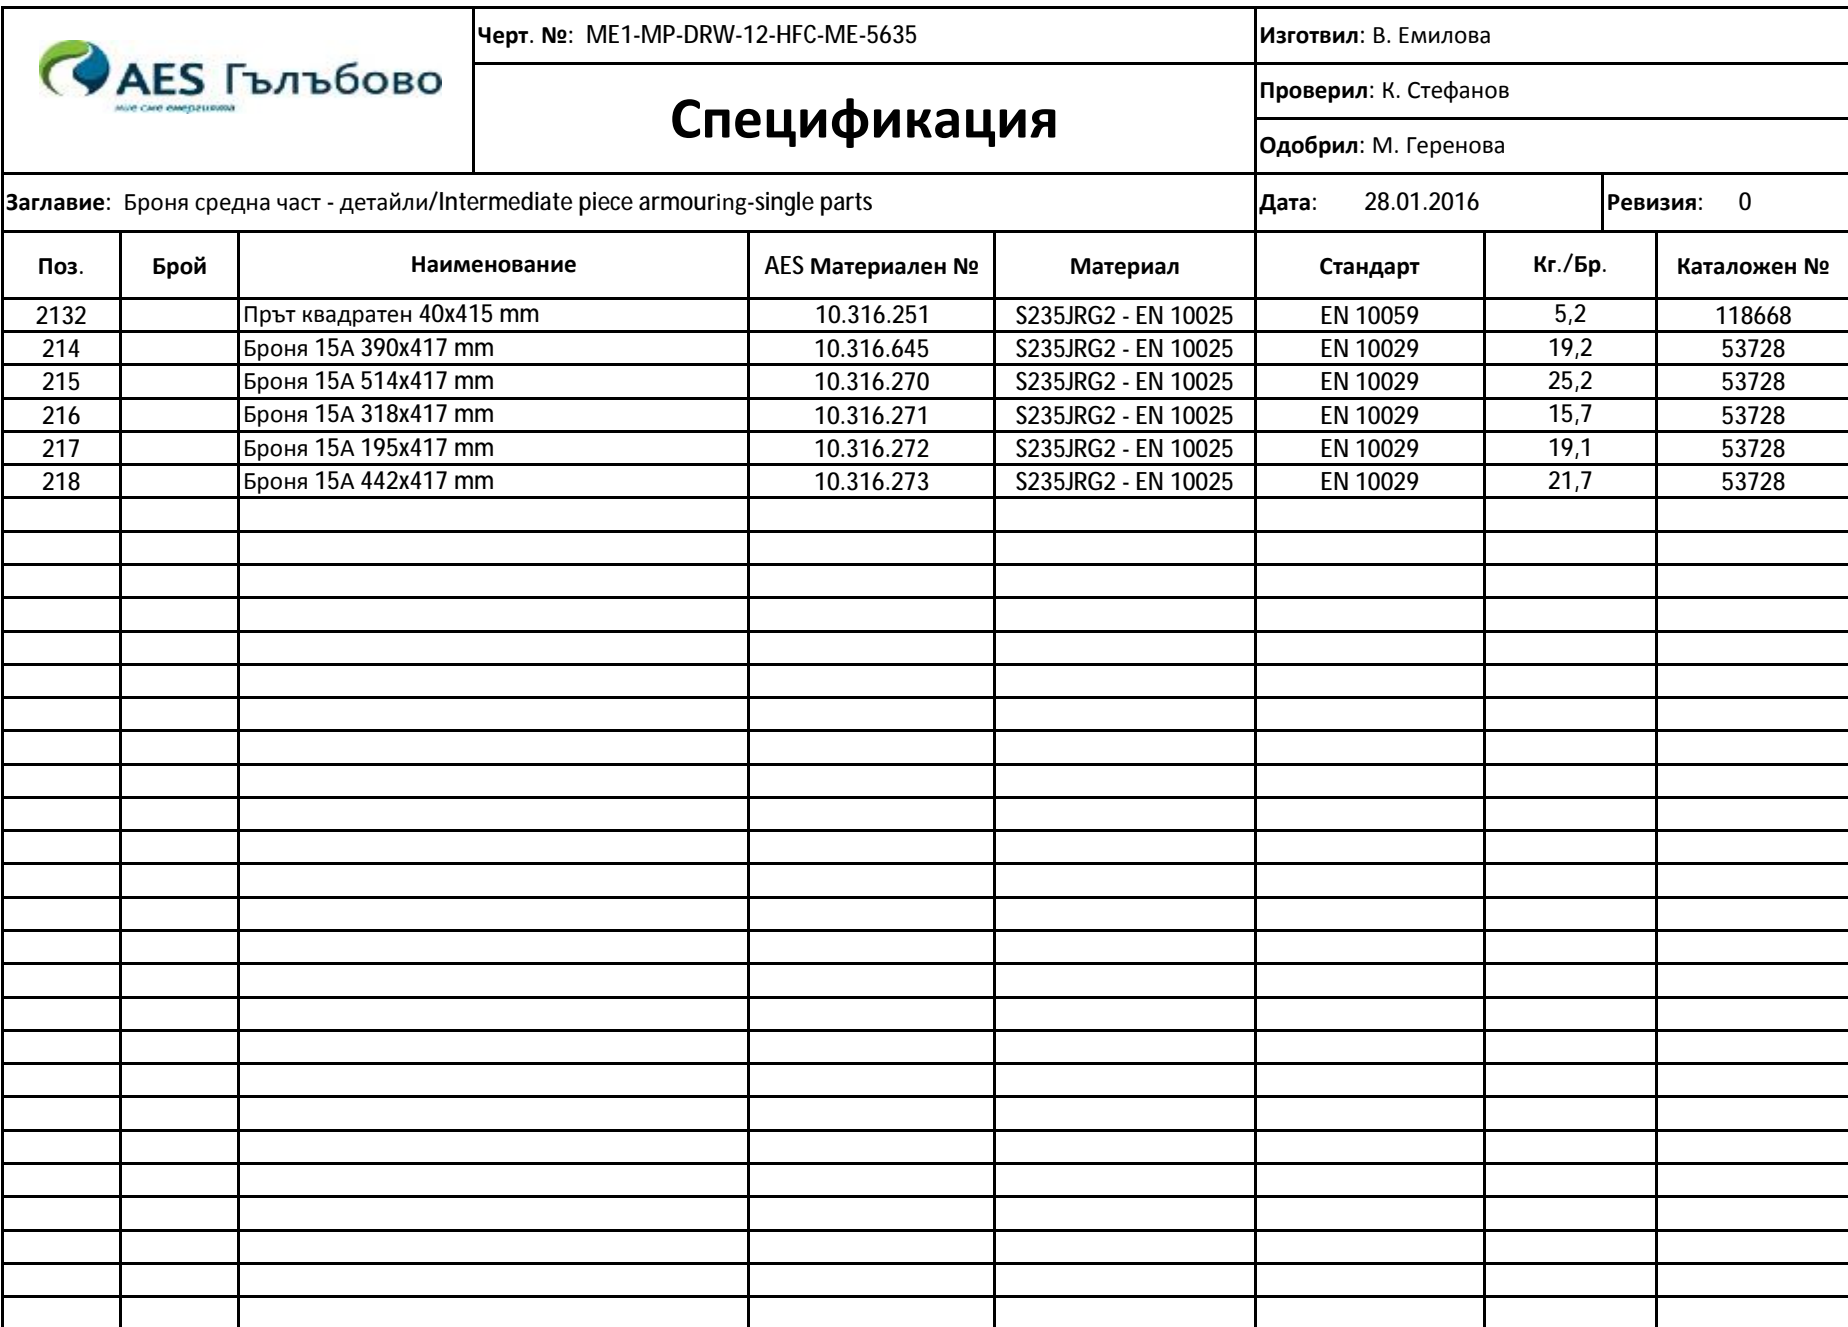 AES Гълъбово
ние сме енергията
Черт. №: ME1-MP-DRW-12-HFC-ME-5635
Спецификация
Изготвил: В. Емилова
Проверил: К. Стефанов
Одобрил: М. Геренова
Заглавие: Броня средна част - детайли/Intermediate piece armouring-single parts
Дата: 28.01.2016
Ревизия: 0
Поз. Брой Наименование AES Материален № Материал Стандарт Кг./Бр. Каталожен №
2132 Прът квадратен 40x415 mm 10.316.251 S235JRG2 - EN 10025 EN 10059 5,2 118668
214 Броня 15А 390x417 mm 10.316.645 S235JRG2 - EN 10025 EN 10029 19,2 53728
215 Броня 15А 514x417 mm 10.316.270 S235JRG2 - EN 10025 EN 10029 25,2 53728
216 Броня 15А 318x417 mm 10.316.271 S235JRG2 - EN 10025 EN 10029 15,7 53728
217 Броня 15А 195x417 mm 10.316.272 S235JRG2 - EN 10025 EN 10029 19,1 53728
218 Броня 15А 442x417 mm 10.316.273 S235JRG2 - EN 10025 EN 10029 21,7 53728